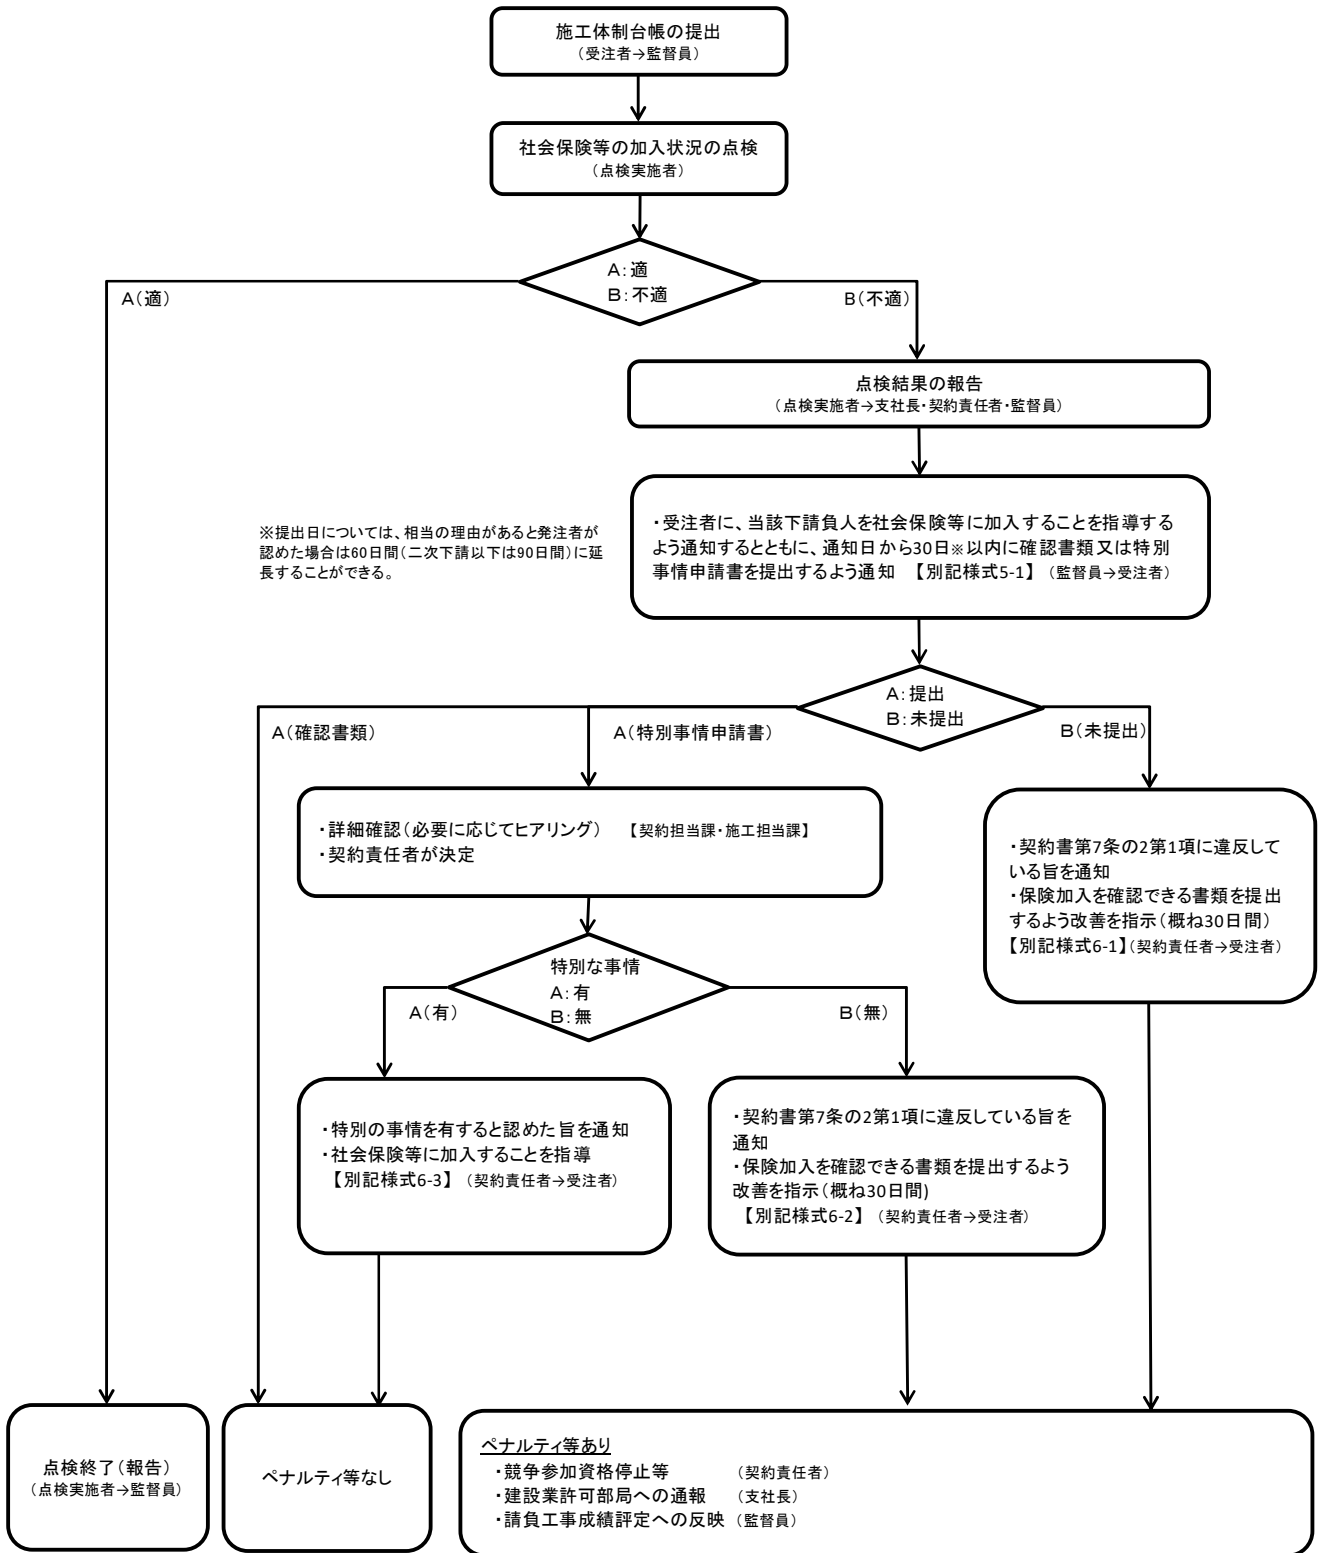 施工体制台帳の提出
（受注者→監督員）
社会保険等の加入状況の点検
（点検実施者）
A：適
B：不適
A（適）
B（不適）
点検結果の報告
（点検実施者→支社長・契約責任者・監督員）
※提出日については、相当の理由があると発注者が
認めた場合は60日間（二次下請以下は90日間）に延
長することができる。
・受注者に、当該下請負人を社会保険等に加入することを指導する
よう通知するとともに、通知日から30日※以内に確認書類又は特別
事情申請書を提出するよう通知　【別記様式5-1】（監督員→受注者）
A：提出
B：未提出
A（確認書類）
A（特別事情申請書）
B（未提出）
・詳細確認（必要に応じてヒアリング）　【契約担当課・施工担当課】
・契約責任者が決定
・契約書第7条の2第1項に違反して
いる旨を通知
・保険加入を確認できる書類を提出
するよう改善を指示（概ね30日間）
【別記様式6-1】（契約責任者→受注者）
特別な事情
A：有
B：無
A（有）
B（無）
・特別の事情を有すると認めた旨を通知
・社会保険等に加入することを指導
【別記様式6-3】（契約責任者→受注者）
・契約書第7条の2第1項に違反している旨を
通知
・保険加入を確認できる書類を提出するよう
改善を指示（概ね30日間)
【別記様式6-2】（契約責任者→受注者）
点検終了（報告）
（点検実施者→監督員）
ペナルティ等なし
ペナルティ等あり
・競争参加資格停止等　（契約責任者）
・建設業許可部局への通報　（支社長）
・請負工事成績評定への反映　（監督員）